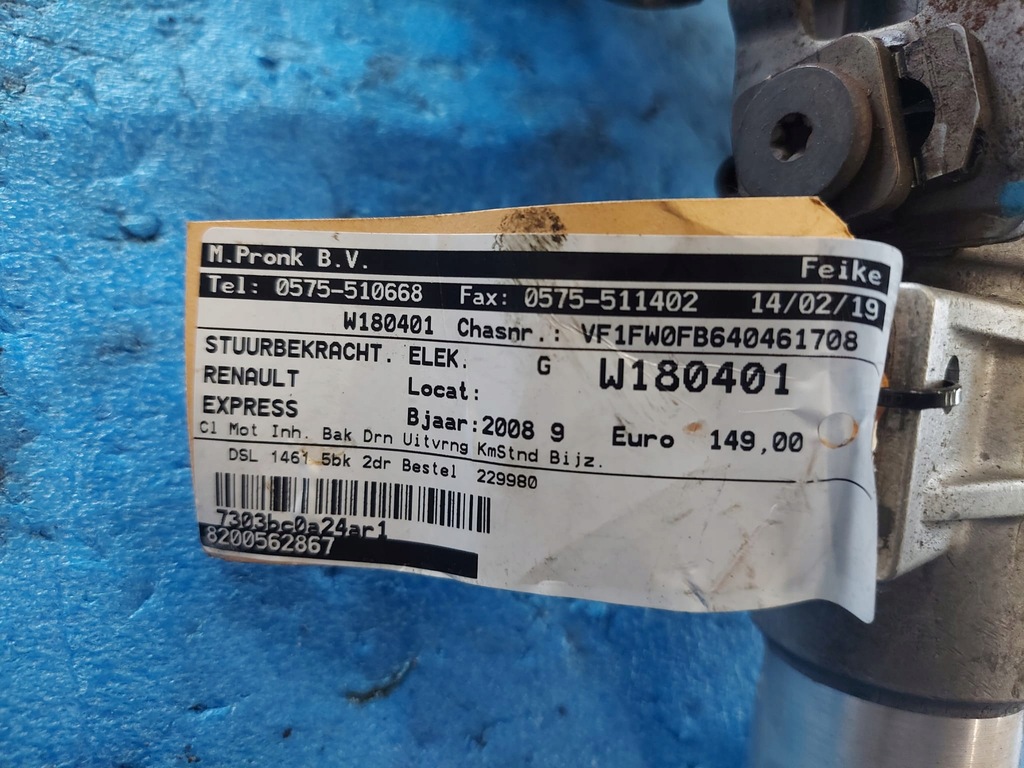 M.Pronk B.V. Feike
Tel: 0575-510668 Fax: 0575-511402 14/02/19
W180401 Chasnr.: VF1FW0FB640461708
STUURBEKRACHT. ELEK. G W180401
RENAULT Locat:
EXPRESS Bjaar:2008 9 Euro 149,00
Cl Mot Inh. Bak Drn Uitvrng KmStnd Bijz.
DSL 1461 5bk 2dr Bestel 229980
7303bc0a24ar1
8200562867